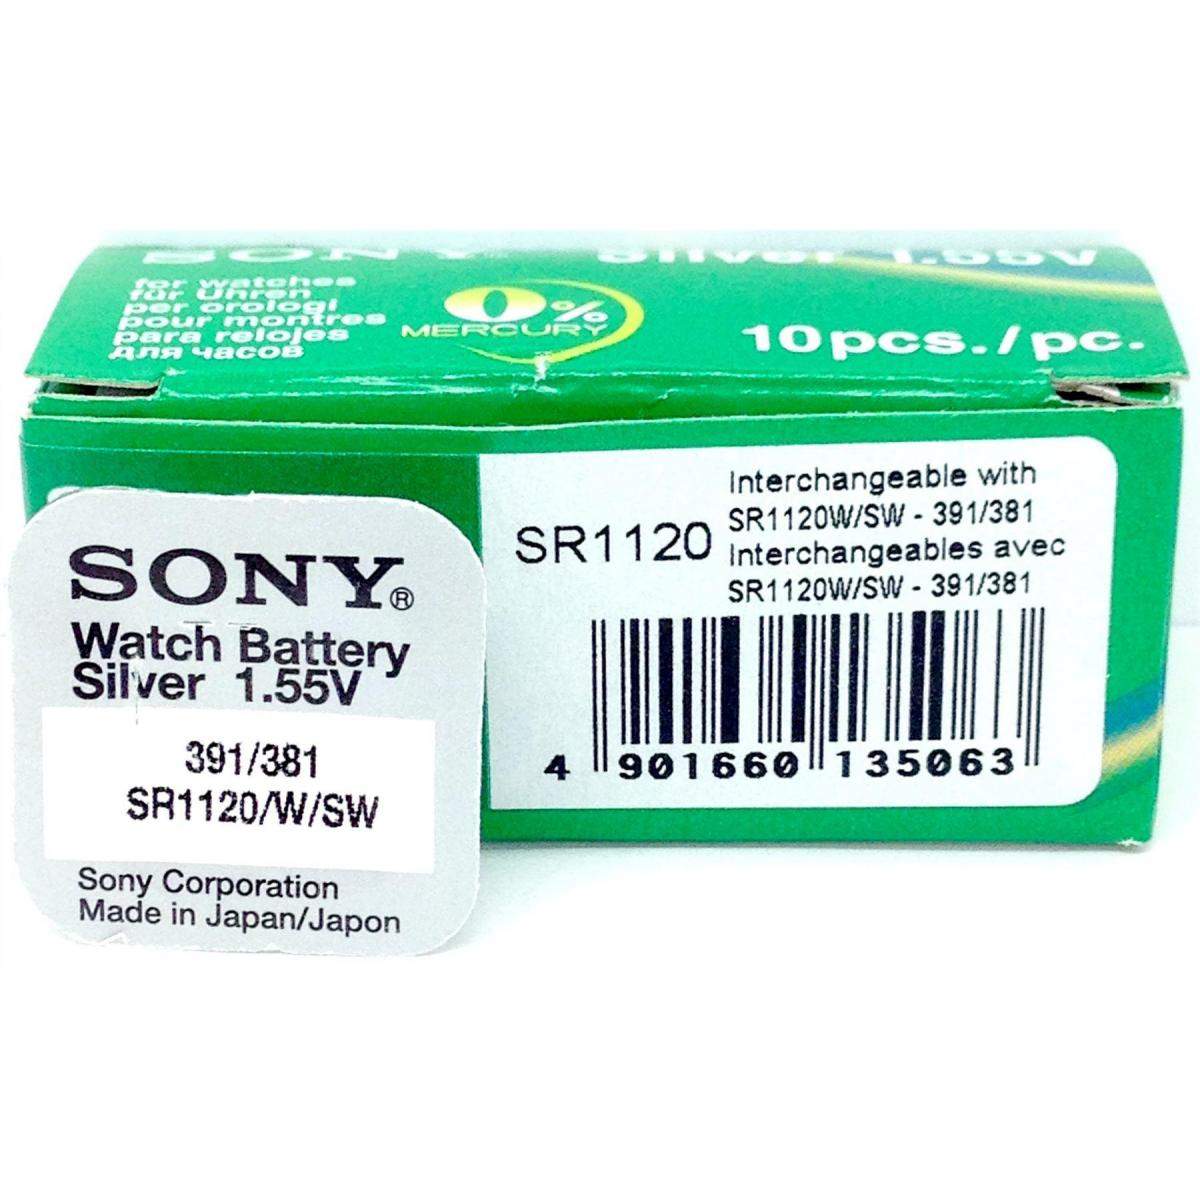 SONY® Silver 1.55V
for watches
für Uhren
per orologi
pour montres
para relojes
для часов
0%
MERCURY
10pcs./pc.
SR1120
Interchangeable with
SR1120W/SW - 391/381
Interchangeables avec
SR1120W/SW - 391/381
4 901660 135063
SONY®
Watch Battery
Silver 1.55V
391/381
SR1120/W/SW
Sony Corporation
Made in Japan/Japon